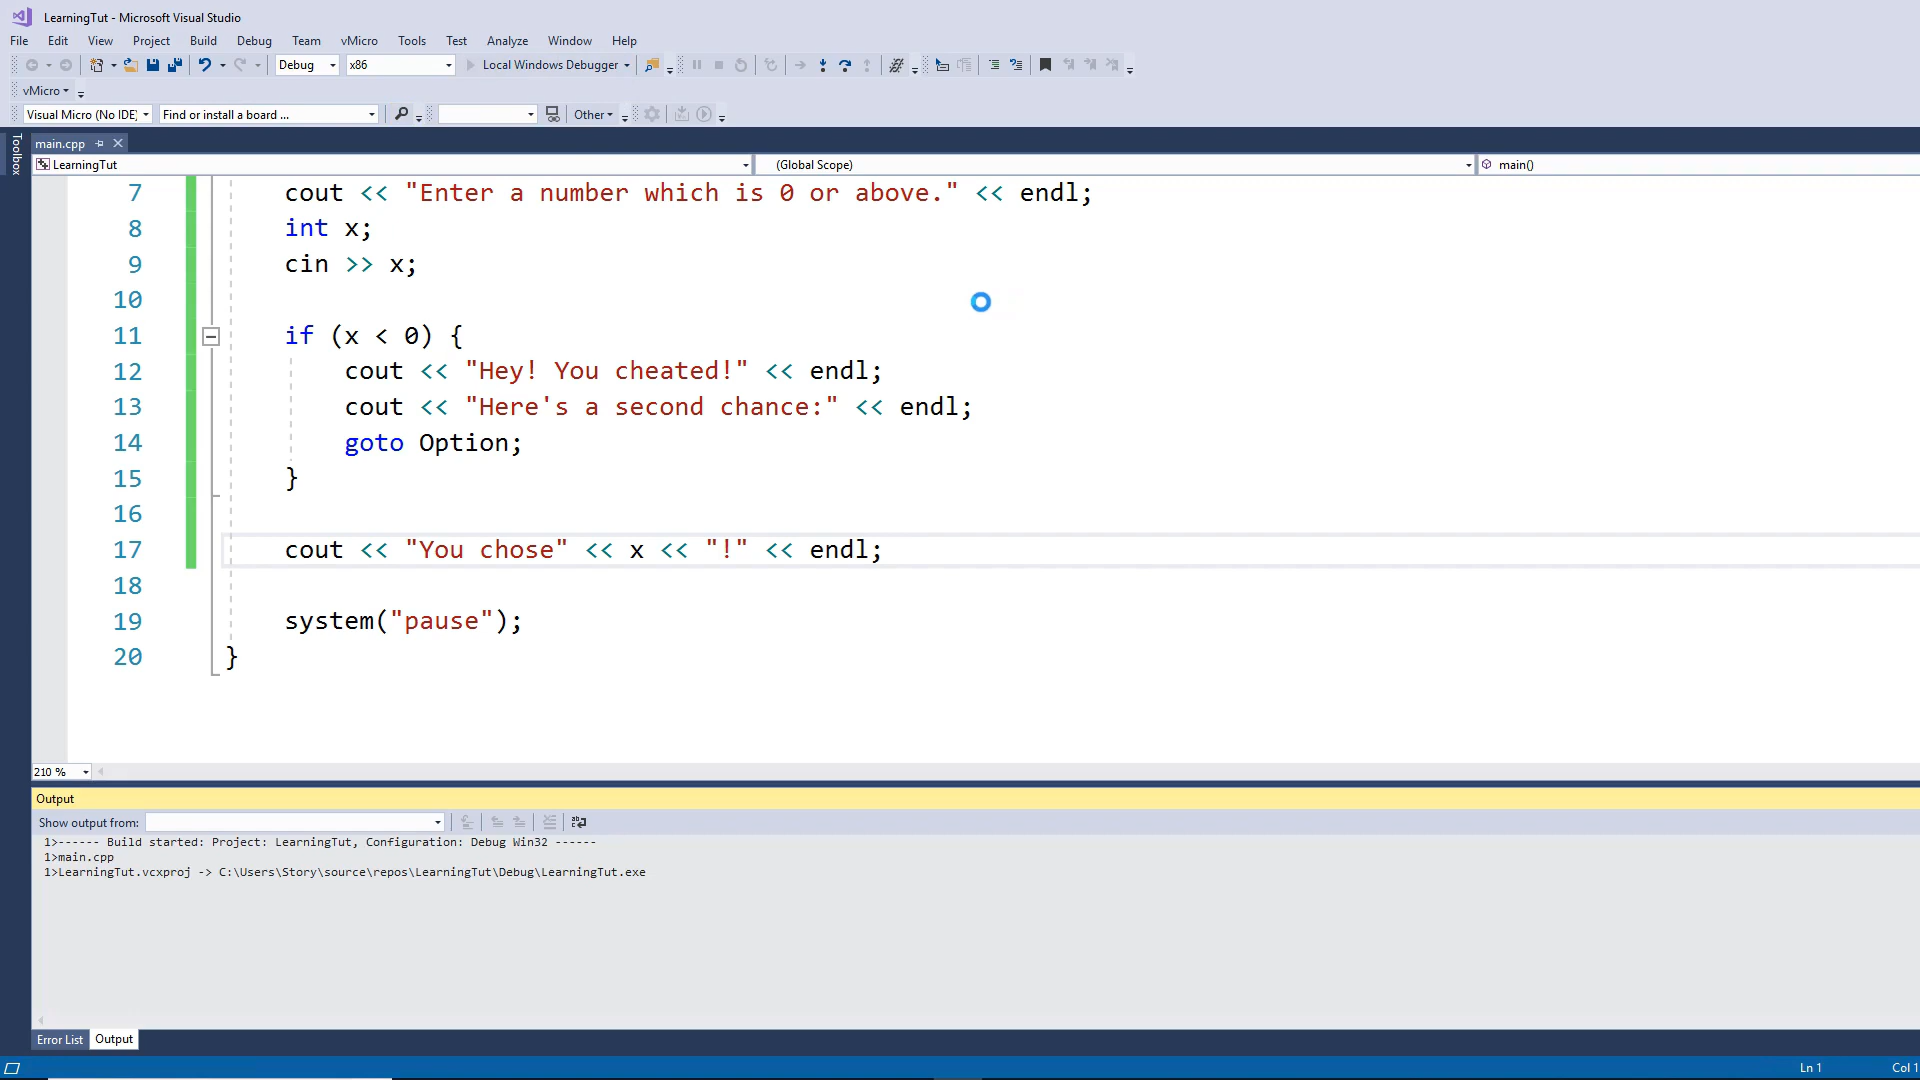 LearningTut - Microsoft Visual Studio
File Edit View Project Build Debug Team vMicro Tools Test Analyze Window Help
Debug x86 Local Windows Debugger
vMicro
Visual Micro (No IDE) Find or install a board ... Other
Toolbox
main.cpp
LearningTut (Global Scope) main()
7 cout << "Enter a number which is 0 or above." << endl;
8 int x;
9 cin >> x;
10
11 if (x < 0) {
12 cout << "Hey! You cheated!" << endl;
13 cout << "Here's a second chance:" << endl;
14 goto Option;
15 }
16
17 cout << "You chose" << x << "!" << endl;
18
19 system("pause");
20 }
210 %
Output
Show output from:
1>------ Build started: Project: LearningTut, Configuration: Debug Win32 ------
1>main.cpp
1>LearningTut.vcxproj -> C:\Users\Story\source\repos\LearningTut\Debug\LearningTut.exe
Error List Output
Ln 1 Col 1